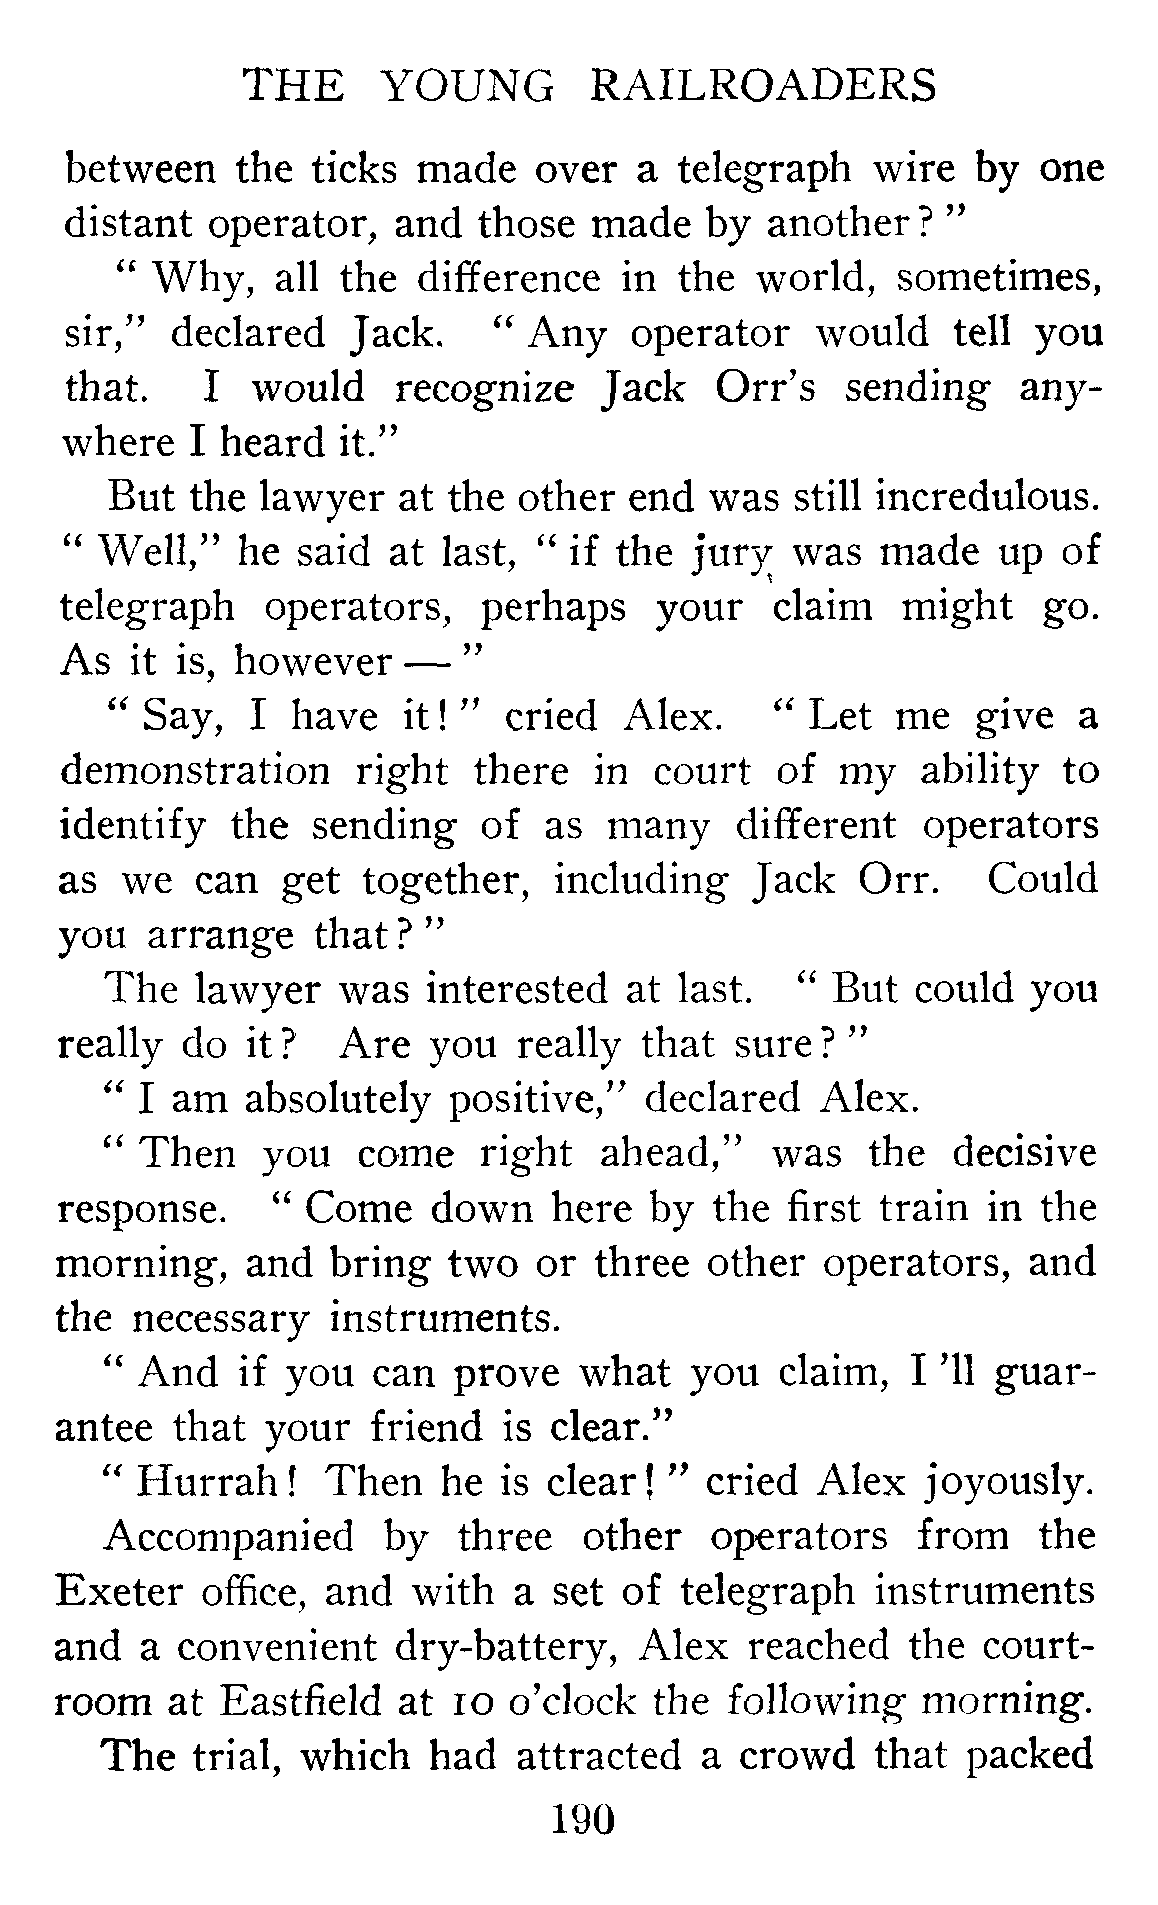 THE YOUNG RAILROADERS
between the ticks made over a telegraph wire by one
distant operator, and those made by another?"
"Why, all the difference in the world, sometimes,
sir," declared Jack. "Any operator would tell you
that. I would recognize Jack Orr's sending any-
where I heard it."
But the lawyer at the other end was still incredulous.
"Well," he said at last, "if the jury was made up of
telegraph operators, perhaps your claim might go.
As it is, however—"
"Say, I have it!" cried Alex. "Let me give a
demonstration right there in court of my ability to
identify the sending of as many different operators
as we can get together, including Jack Orr. Could
you arrange that?"
The lawyer was interested at last. "But could you
really do it? Are you really that sure?"
"I am absolutely positive," declared Alex.
"Then you come right ahead," was the decisive
response. "Come down here by the first train in the
morning, and bring two or three other operators, and
the necessary instruments.
"And if you can prove what you claim, I'll guar-
antee that your friend is clear."
"Hurrah! Then he is clear!" cried Alex joyously.
Accompanied by three other operators from the
Exeter office, and with a set of telegraph instruments
and a convenient dry-battery, Alex reached the court-
room at Eastfield at 10 o'clock the following morning.
The trial, which had attracted a crowd that packed
190